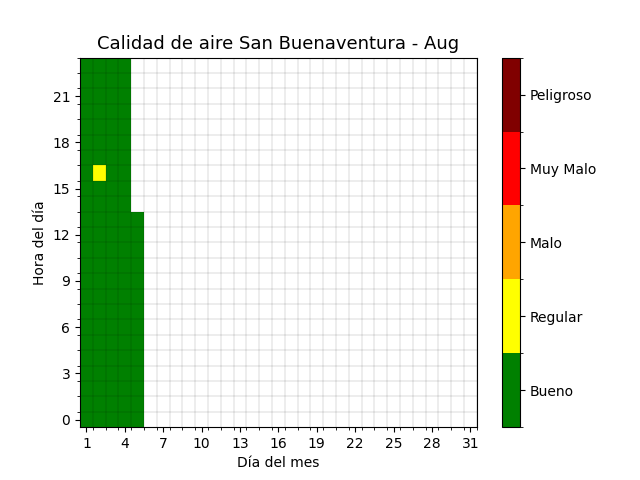 Calidad de aire San Buenaventura - Aug
Hora del día
21
18
15
12
9
6
3
0
1 4 7 10 13 16 19 22 25 28 31
Día del mes
Peligroso
Muy Malo
Malo
Regular
Bueno